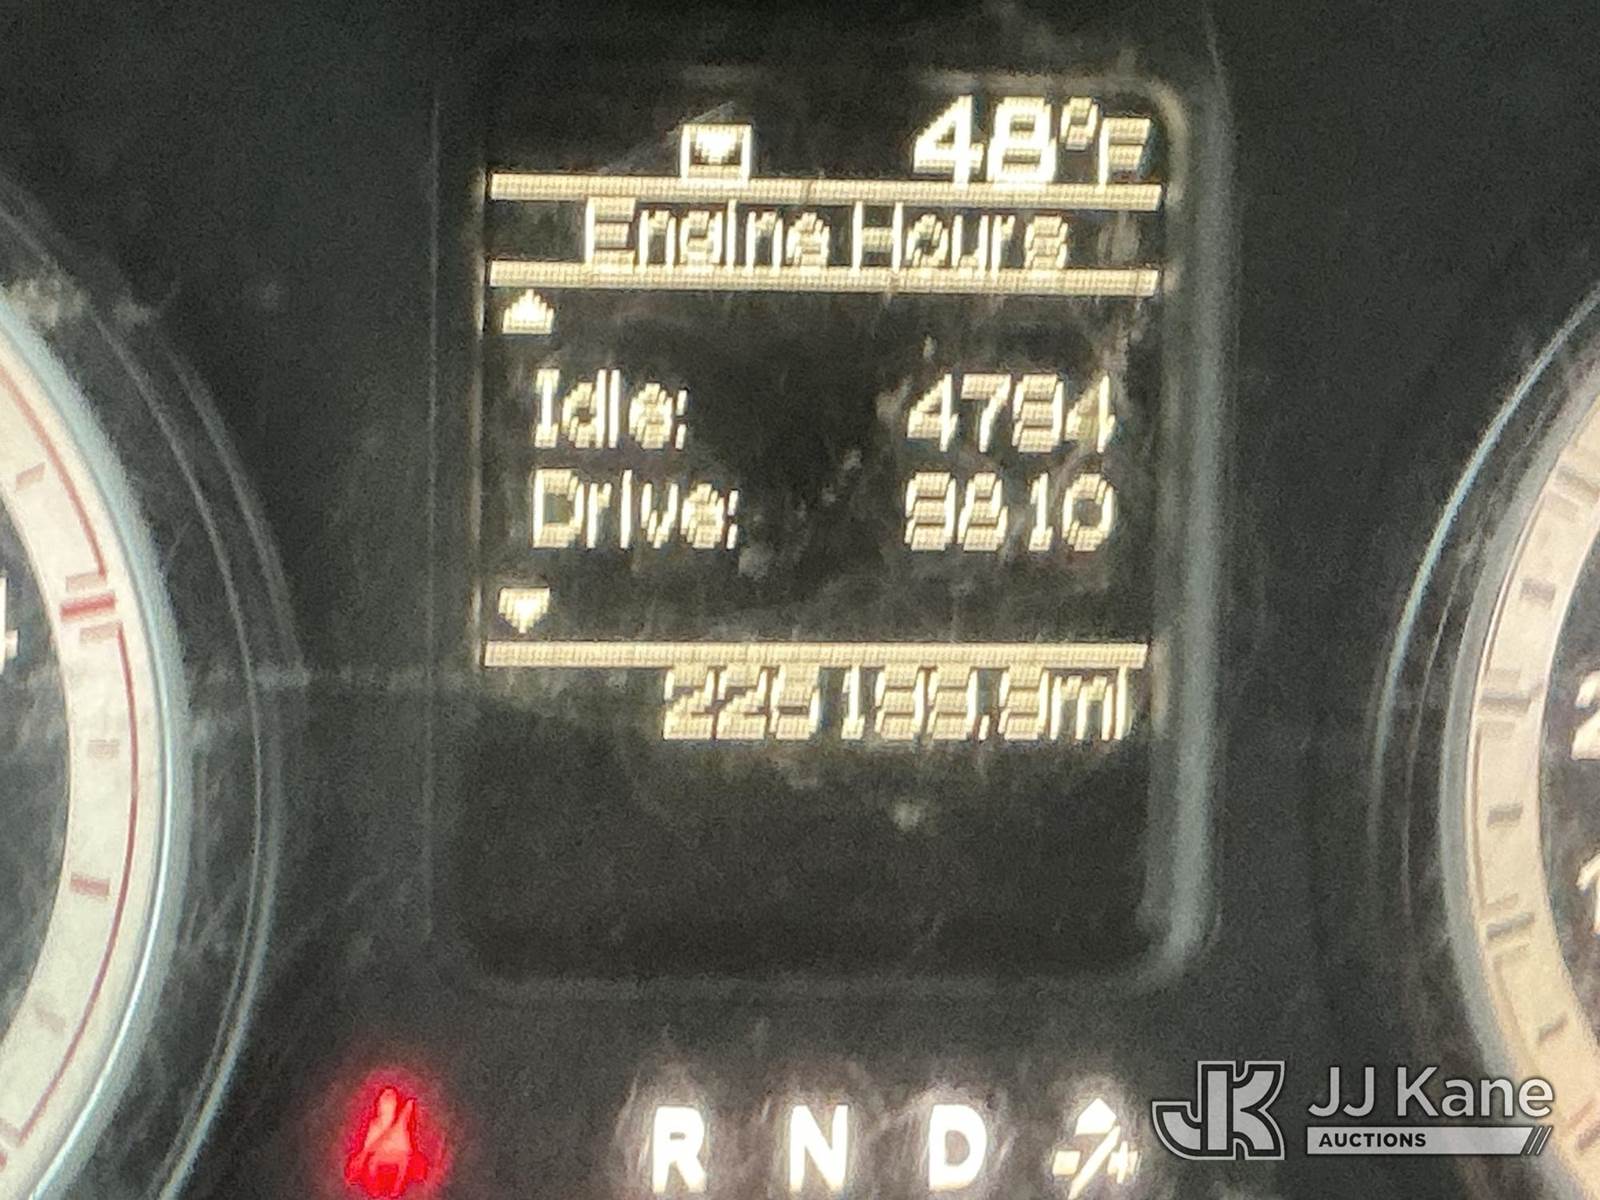 48°F
Engine Hours
Idle: 4794
Drive: 9810
R N D
JJ Kane
AUCTIONS